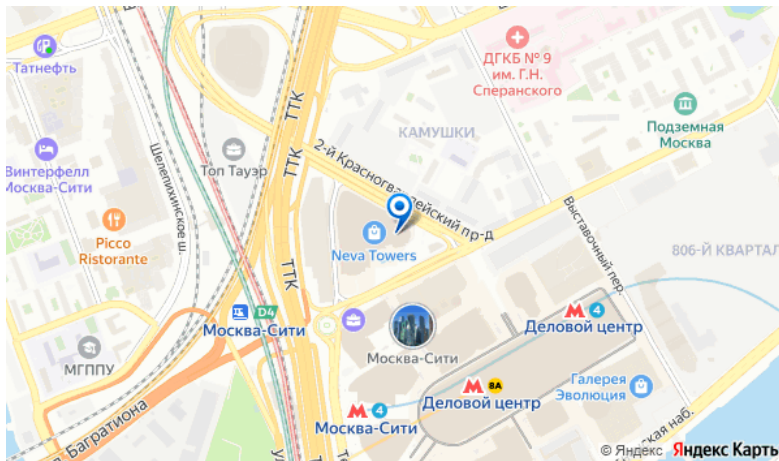 Татнефть
ДГКБ № 9
им. Г.Н.
Сперанского
ТТК
ТТК
КАМУШКИ
Подземная
Москва
2-й Красногвардейский пр-д
Винтерфелл
Москва-Сити
Шелепихинское ш.
Топ Тауэр
Picco
Ristorante
Neva Towers
Выставочный пер.
806-Й КВАРТАЛ
ТТК
D4
Москва-Сити
4
Деловой центр
Москва-Сити
МГППУ
8А
Деловой центр
Галерея
Эволюция
4
Москва-Сити
Багратиона
наб.
© Яндекс Яндекс Карты